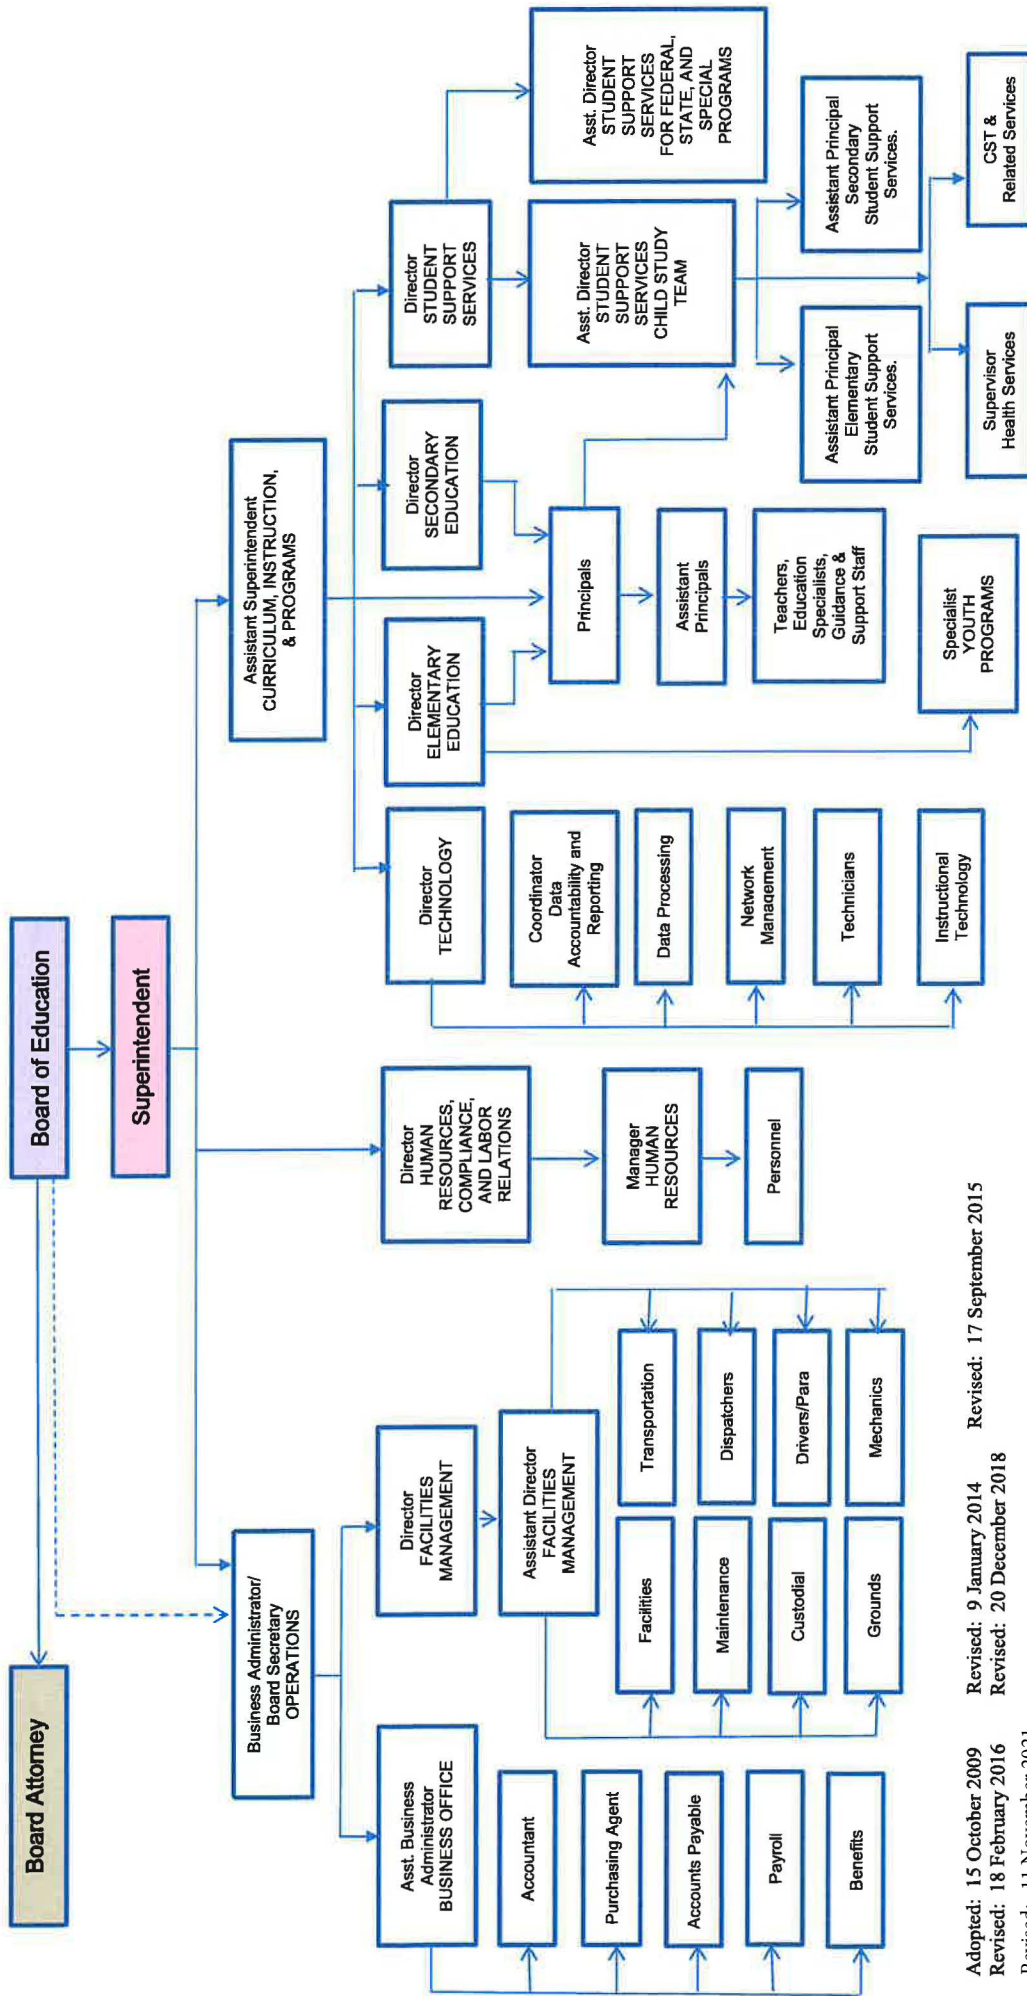 Board of Education
Board Attorney
Superintendent
Business Administrator/
Board Secretary
OPERATIONS
Assistant Superintendent
CURRICULUM, INSTRUCTION,
& PROGRAMS
Asst. Business
Administrator
BUSINESS OFFICE
Director
FACILITIES
MANAGEMENT
Director
HUMAN
RESOURCES,
COMPLIANCE,
AND LABOR
RELATIONS
Director
TECHNOLOGY
Director
ELEMENTARY
EDUCATION
Director
SECONDARY
EDUCATION
Director
STUDENT
SUPPORT
SERVICES
Accountant
Purchasing Agent
Accounts Payable
Payroll
Benefits
Assistant Director
FACILITIES
MANAGEMENT
Facilities
Maintenance
Custodial
Grounds
Transportation
Dispatchers
Drivers/Para
Mechanics
Manager
HUMAN
RESOURCES
Personnel
Coordinator
Data
Accountability and
Reporting
Data Processing
Network
Management
Technicians
Instructional
Technology
Principals
Assistant
Principals
Teachers,
Education
Specialists,
Guidance &
Support Staff
Specialist
YOUTH
PROGRAMS
Asst. Director
STUDENT
SUPPORT
SERVICES
CHILD STUDY
TEAM
Asst. Director
STUDENT
SUPPORT
SERVICES
FOR FEDERAL,
STATE, AND
SPECIAL
PROGRAMS
Assistant Principal
Elementary
Student Support
Services.
Assistant Principal
Secondary
Student Support
Services.
Supervisor
Health Services
CST &
Related Services
Adopted: 15 October 2009 Revised: 9 January 2014 Revised: 17 September 2015
Revised: 18 February 2016 Revised: 20 December 2018
Revised: 11 November 2021